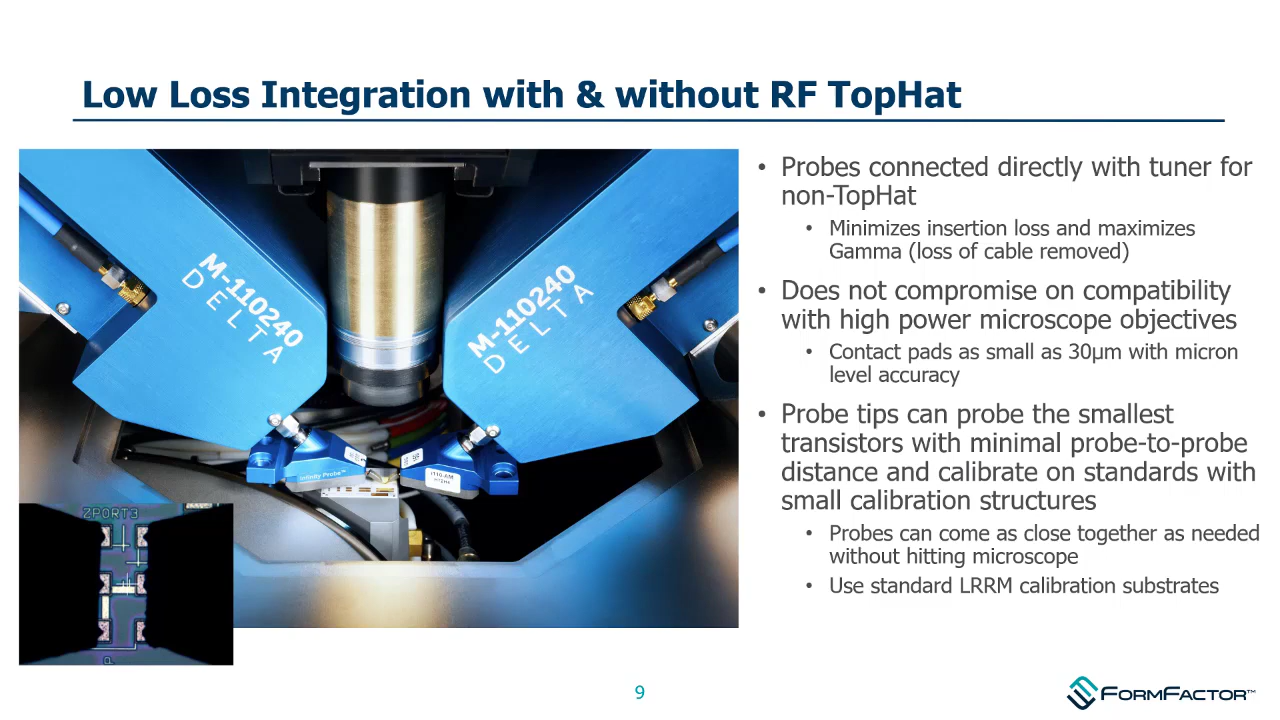 Low Loss Integration with & without RF TopHat
M-110240
DELTA
M-110240
DELTA
Infinity Probe™
I110-AM
ZPORT3
P
• Probes connected directly with tuner for
non-TopHat
• Minimizes insertion loss and maximizes
Gamma (loss of cable removed)
• Does not compromise on compatibility
with high power microscope objectives
• Contact pads as small as 30µm with micron
level accuracy
• Probe tips can probe the smallest
transistors with minimal probe-to-probe
distance and calibrate on standards with
small calibration structures
• Probes can come as close together as needed
without hitting microscope
• Use standard LRRM calibration substrates
9
FORMFACTOR™